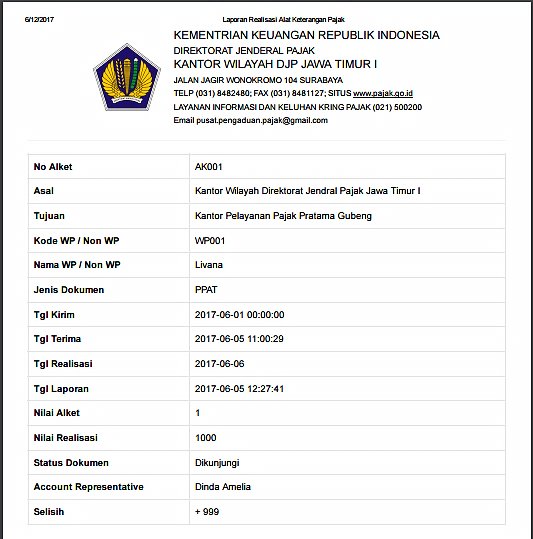 6/12/2017 Laporan Realisasi Alat Keterangan Pajak
KEMENTRIAN KEUANGAN REPUBLIK INDONESIA
DIREKTORAT JENDERAL PAJAK
KANTOR WILAYAH DJP JAWA TIMUR I
JALAN JAGIR WONOKROMO 104 SURABAYA
TELP (031) 8482480; FAX (031) 8481127; SITUS www.pajak.go.id
LAYANAN INFORMASI DAN KELUHAN KRING PAJAK (021) 500200
Email pusat.pengaduan.pajak@gmail.com
No Alket AK001
Asal Kantor Wilayah Direktorat Jendral Pajak Jawa Timur I
Tujuan Kantor Pelayanan Pajak Pratama Gubeng
Kode WP / Non WP WP001
Nama WP / Non WP Livana
Jenis Dokumen PPAT
Tgl Kirim 2017-06-01 00:00:00
Tgl Terima 2017-06-05 11:00:29
Tgl Realisasi 2017-06-06
Tgl Laporan 2017-06-05 12:27:41
Nilai Alket 1
Nilai Realisasi 1000
Status Dokumen Dikunjungi
Account Representative Dinda Amelia
Selisih + 999